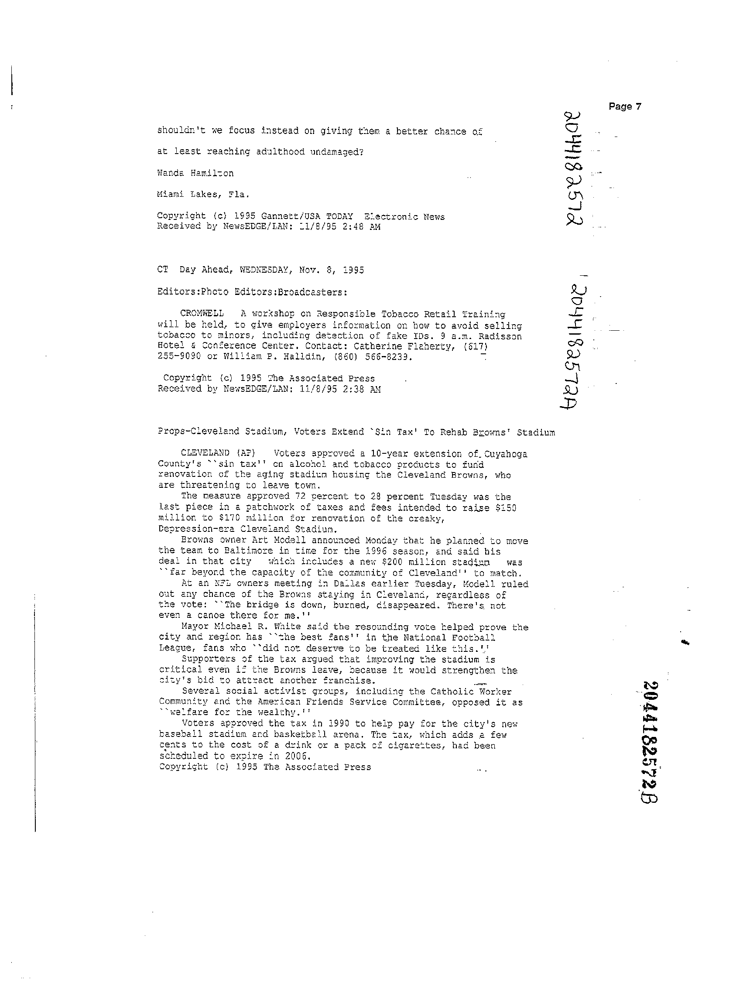 Page 7
shouldn't we focus instead on giving them a better chance of
at least reaching adulthood undamaged?
Wanda Hamilton
Miami Lakes, Fla.
Copyright (c) 1995 Gannett/USA TODAY Electronic News
Received by NewsEDGE/LAN: 11/8/95 2:48 AM
2044182572
CT Day Ahead, WEDNESDAY, Nov. 8, 1995
Editors:Photo Editors:Broadcasters:
CROMWELL A workshop on Responsible Tobacco Retail Training
will be held, to give employers information on how to avoid selling
tobacco to minors, including detection of fake IDs. 9 a.m. Radisson
Hotel & Conference Center. Contact: Catherine Flaherty, (617)
255-9090 or William P. Halldin, (860) 566-8239.
Copyright (c) 1995 The Associated Press
Received by NewsEDGE/LAN: 11/8/95 2:38 AM
2044182572A
Props-Cleveland Stadium, Voters Extend `Sin Tax' To Rehab Browns' Stadium
CLEVELAND (AP) Voters approved a 10-year extension of Cuyahoga
County's ``sin tax'' on alcohol and tobacco products to fund
renovation of the aging stadium housing the Cleveland Browns, who
are threatening to leave town.
The measure approved 72 percent to 28 percent Tuesday was the
last piece in a patchwork of taxes and fees intended to raise $150
million to $170 million for renovation of the creaky,
Depression-era Cleveland Stadium.
Browns owner Art Modell announced Monday that he planned to move
the team to Baltimore in time for the 1996 season, and said his
deal in that city which includes a new $200 million stadium was
``far beyond the capacity of the community of Cleveland'' to match.
At an NFL owners meeting in Dallas earlier Tuesday, Modell ruled
out any chance of the Browns staying in Cleveland, regardless of
the vote: ``The bridge is down, burned, disappeared. There's not
even a canoe there for me.''
Mayor Michael R. White said the resounding vote helped prove the
city and region has ``the best fans'' in the National Football
League, fans who ``did not deserve to be treated like this.''
Supporters of the tax argued that improving the stadium is
critical even if the Browns leave, because it would strengthen the
city's bid to attract another franchise.
Several social activist groups, including the Catholic Worker
Community and the American Friends Service Committee, opposed it as
``welfare for the wealthy.''
Voters approved the tax in 1990 to help pay for the city's new
baseball stadium and basketball arena. The tax, which adds a few
cents to the cost of a drink or a pack of cigarettes, had been
scheduled to expire in 2006.
Copyright (c) 1995 The Associated Press
2044182572B